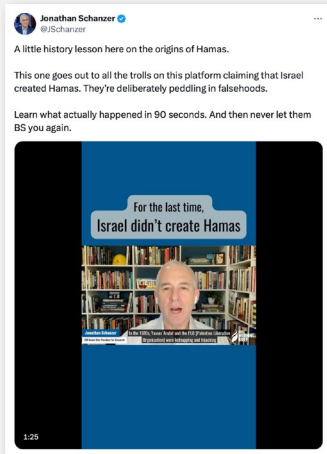 Jonathan Schanzer
@JSchanzer
A little history lesson here on the origins of Hamas.
This one goes out to all the trolls on this platform claiming that Israel
created Hamas. They're deliberately peddling in falsehoods.
Learn what actually happened in 90 seconds. And then never let them
BS you again.
For the last time,
Israel didn't create Hamas
Jonathan Schanzer
In the 1980s, Yasser Arafat and the PLO (Palestine Liberation
Organization) were kidnapping and hijacking
1:25